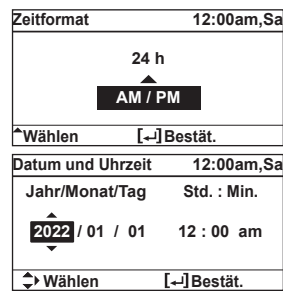 Zeitformat 12:00am,Sa
24 h
AM / PM
Wählen [↵]Bestät.
Datum und Uhrzeit 12:00am,Sa
Jahr/Monat/Tag Std. : Min.
2022 / 01 / 01 12 : 00 am
Wählen [↵]Bestät.